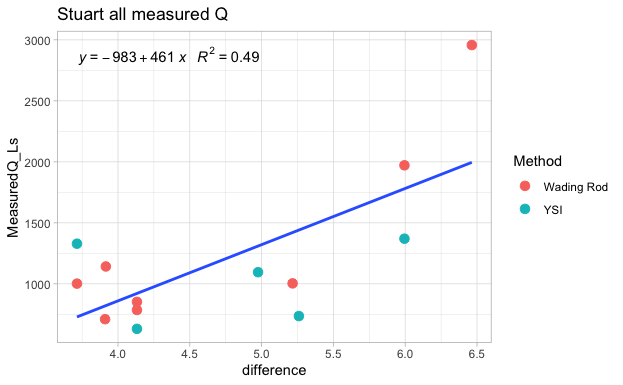 Stuart all measured Q
y = − 983 + 461 x R² = 0.49
3000
2500
2000
1500
1000
MeasuredQ_Ls
4.0 4.5 5.0 5.5 6.0 6.5
difference
Method
Wading Rod
YSI